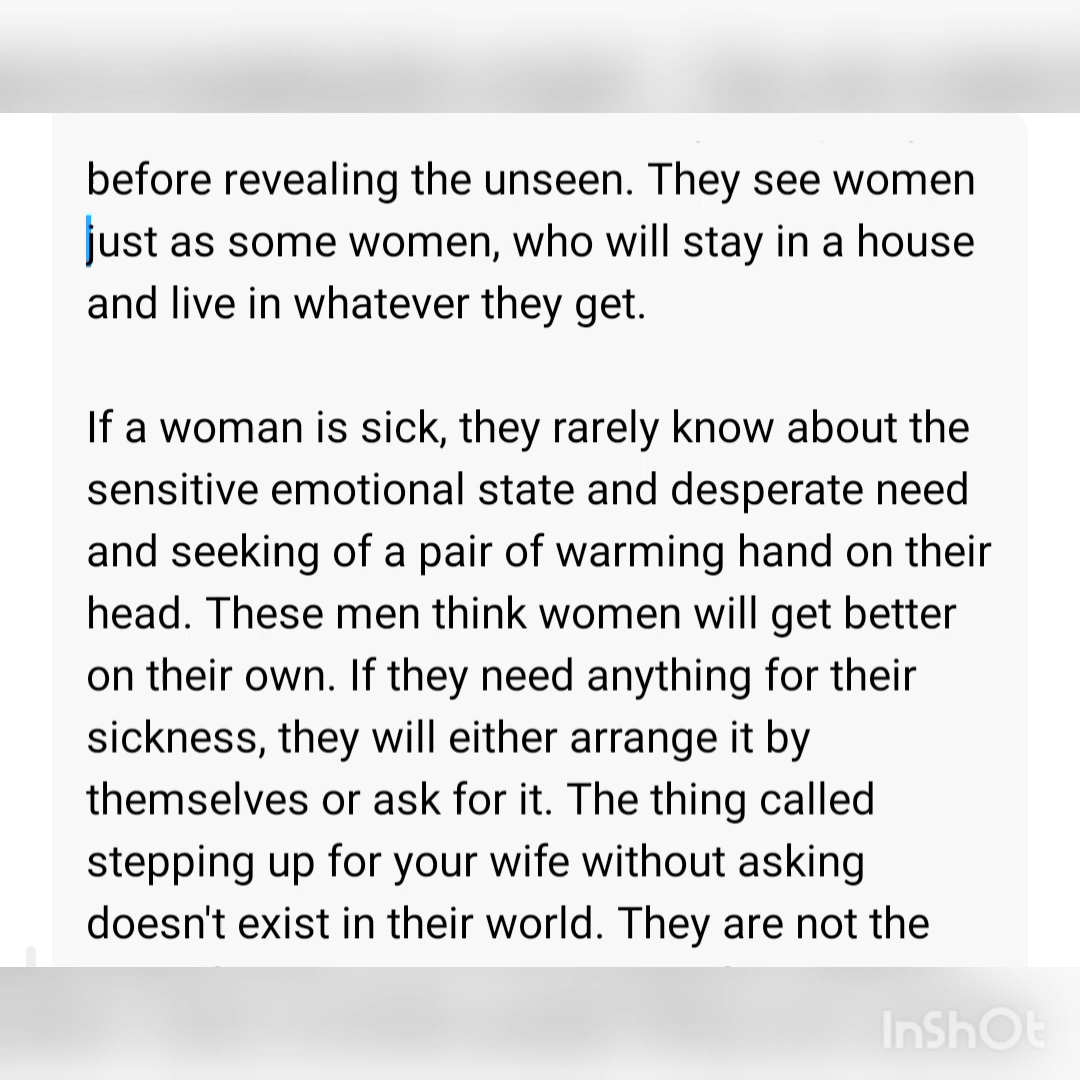 before revealing the unseen. They see women
just as some women, who will stay in a house
and live in whatever they get.
If a woman is sick, they rarely know about the
sensitive emotional state and desperate need
and seeking of a pair of warming hand on their
head. These men think women will get better
on their own. If they need anything for their
sickness, they will either arrange it by
themselves or ask for it. The thing called
stepping up for your wife without asking
doesn't exist in their world. They are not the
InShOt